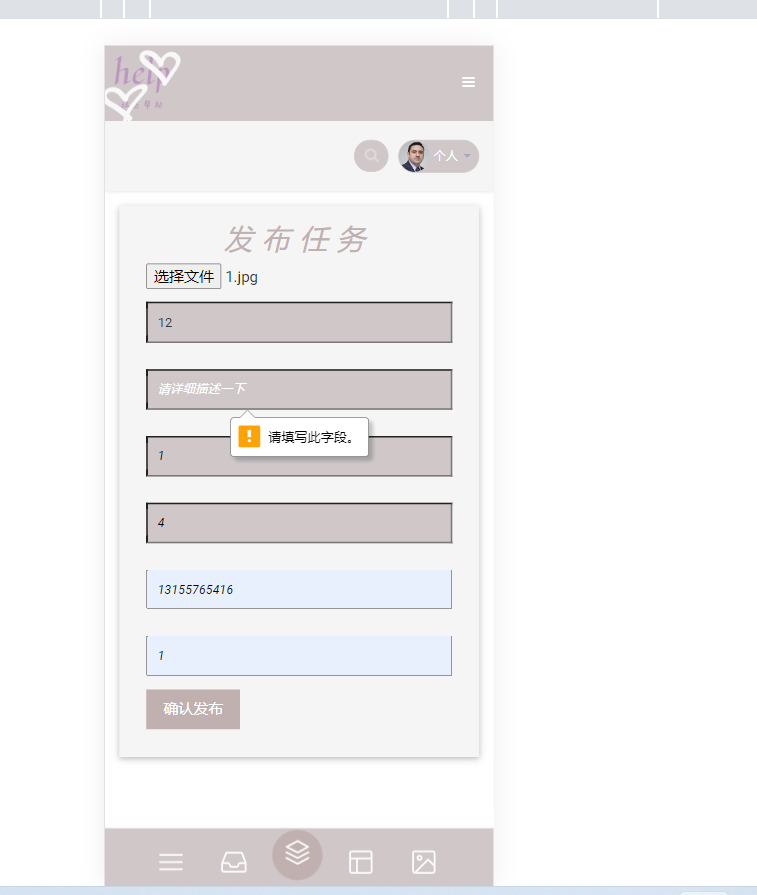 help
个人
发布任务
选择文件 1.jpg
12
请详细描述一下
请填写此字段。
1
4
13155765416
1
确认发布